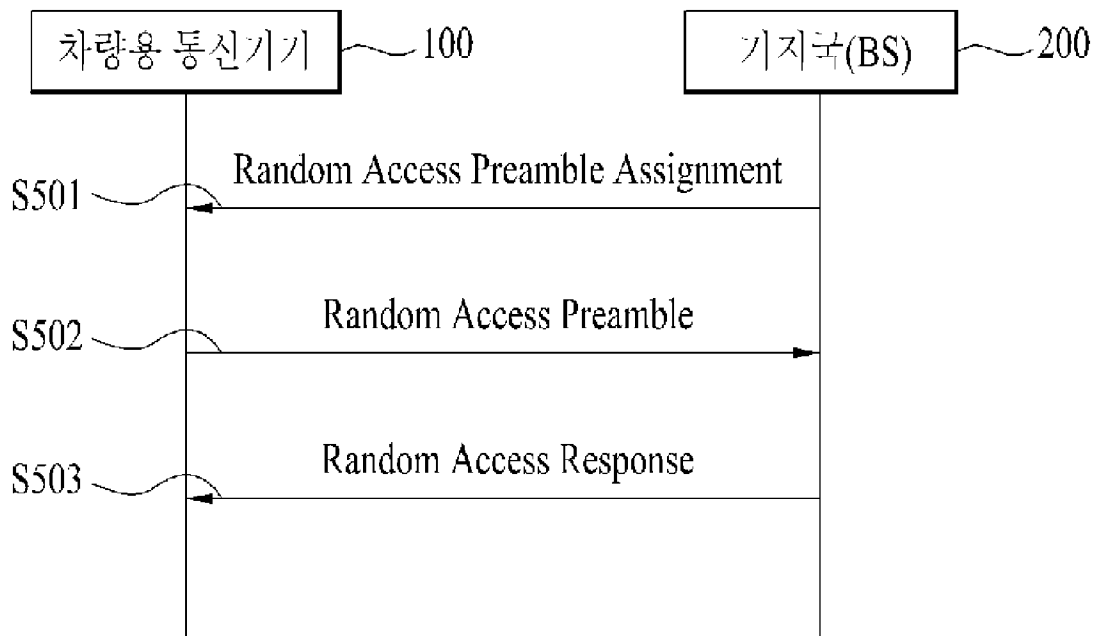 차량용 통신기기
100
기지국(BS)
200
Random Access Preamble Assignment
S501
Random Access Preamble
S502
Random Access Response
S503